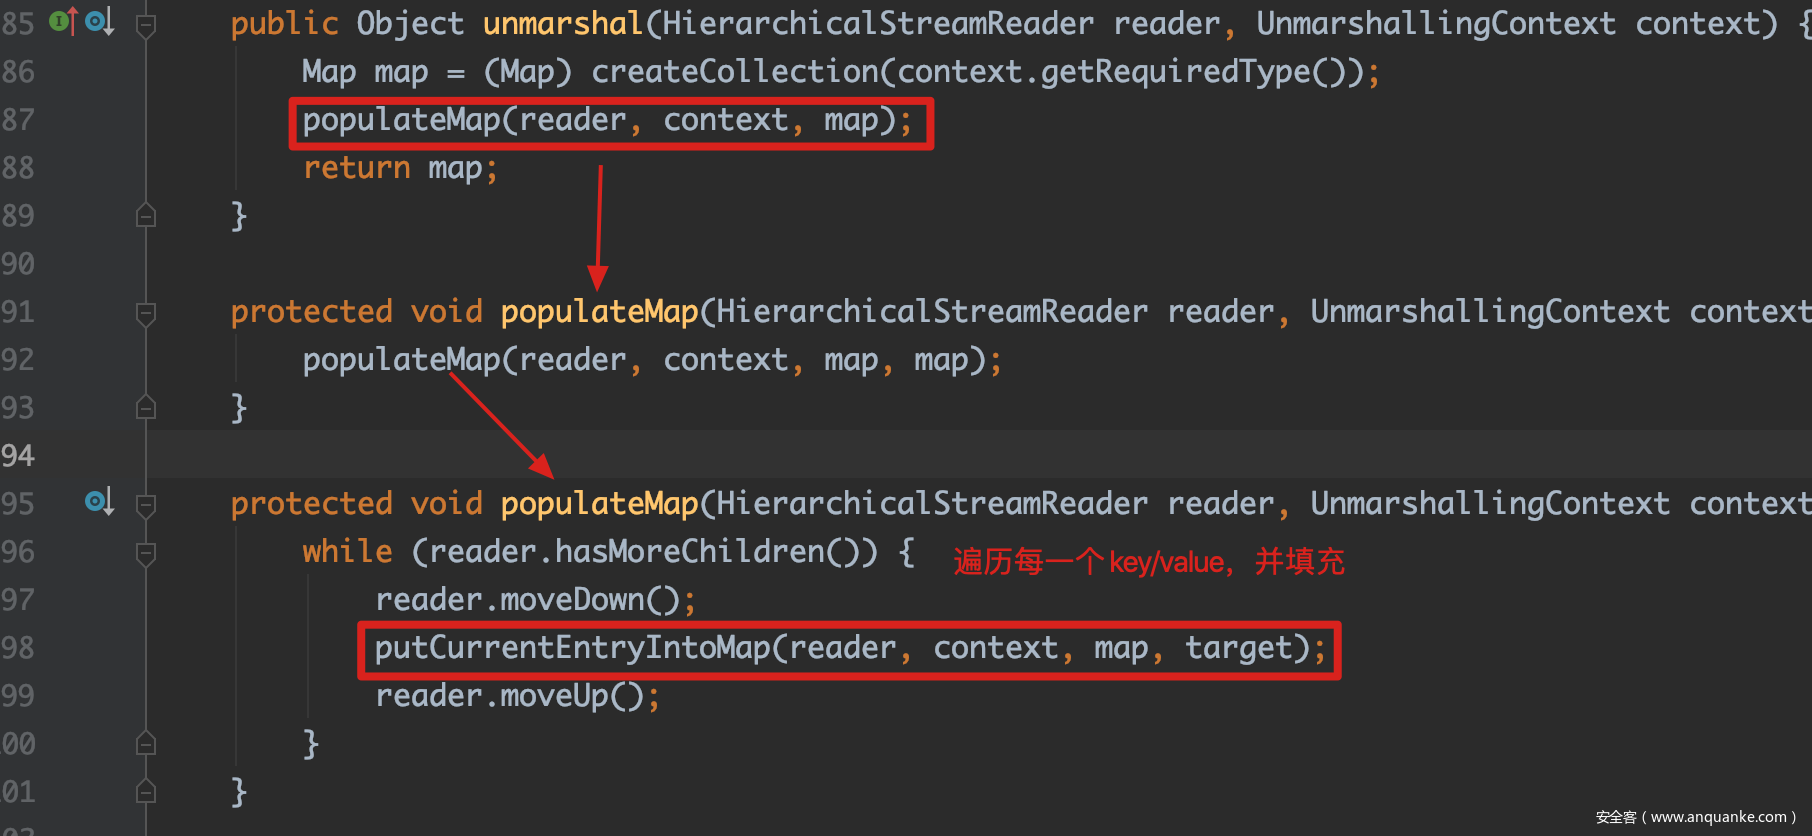 85 public Object unmarshal(HierarchicalStreamReader reader, UnmarshallingContext context) {
86 Map map = (Map) createCollection(context.getRequiredType());
87 populateMap(reader, context, map);
88 return map;
89 }
90
91 protected void populateMap(HierarchicalStreamReader reader, UnmarshallingContext context
92 populateMap(reader, context, map, map);
93 }
94
95 protected void populateMap(HierarchicalStreamReader reader, UnmarshallingContext context
96 while (reader.hasMoreChildren()) { 遍历每一个 key/value，并填充
97 reader.moveDown();
98 putCurrentEntryIntoMap(reader, context, map, target);
99 reader.moveUp();
00 }
01 }
安全客（www.anquanke.com）